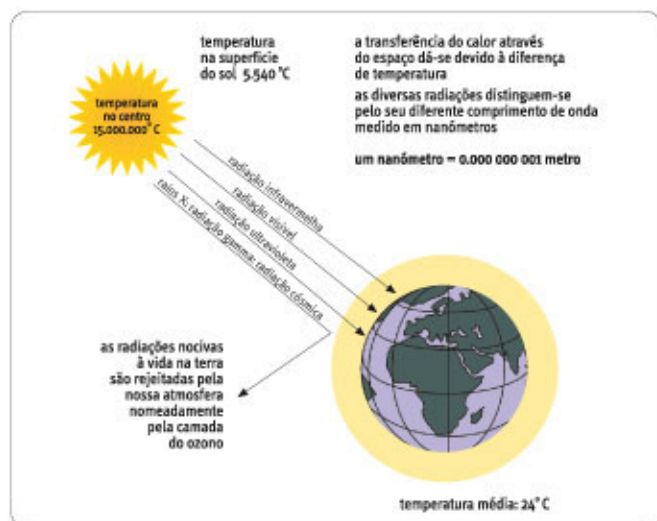 temperatura
na superfície
do sol 5.540 °C
a transferência do calor através
do espaço dá-se devido à diferença
de temperatura
as diversas radiações distinguem-se
pelo seu diferente comprimento de onda
medido em nanómetros
um nanómetro = 0.000 000 001 metro
temperatura
no centro
15.000.000° C
radiação infravermelha
radiação visível
radiação ultravioleta
raios X: radiação gamma: radiação cósmica
as radiações nocivas
à vida na terra
são rejeitadas pela
nossa atmosfera
nomeadamente
pela camada
do ozono
temperatura média: 24° C